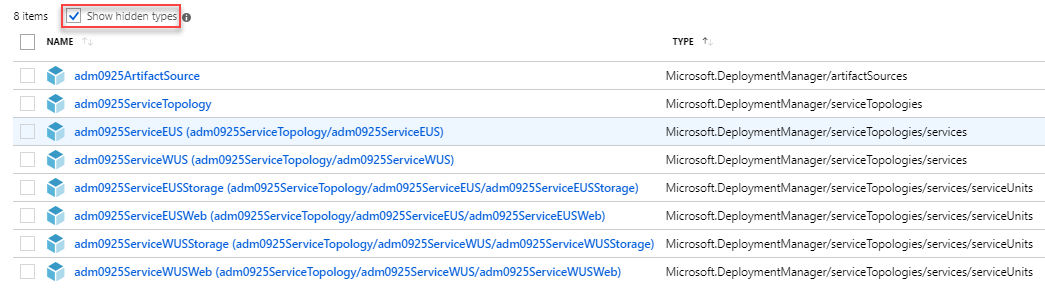 8 items Show hidden types
NAME TYPE
adm0925ArtifactSource Microsoft.DeploymentManager/artifactSources
adm0925ServiceTopology Microsoft.DeploymentManager/serviceTopologies
adm0925ServiceEUS (adm0925ServiceTopology/adm0925ServiceEUS) Microsoft.DeploymentManager/serviceTopologies/services
adm0925ServiceWUS (adm0925ServiceTopology/adm0925ServiceWUS) Microsoft.DeploymentManager/serviceTopologies/services
adm0925ServiceEUSStorage (adm0925ServiceTopology/adm0925ServiceEUS/adm0925ServiceEUSStorage) Microsoft.DeploymentManager/serviceTopologies/services/serviceUnits
adm0925ServiceEUSWeb (adm0925ServiceTopology/adm0925ServiceEUS/adm0925ServiceEUSWeb) Microsoft.DeploymentManager/serviceTopologies/services/serviceUnits
adm0925ServiceWUSStorage (adm0925ServiceTopology/adm0925ServiceWUS/adm0925ServiceWUSStorage) Microsoft.DeploymentManager/serviceTopologies/services/serviceUnits
adm0925ServiceWUSWeb (adm0925ServiceTopology/adm0925ServiceWUS/adm0925ServiceWUSWeb) Microsoft.DeploymentManager/serviceTopologies/services/serviceUnits